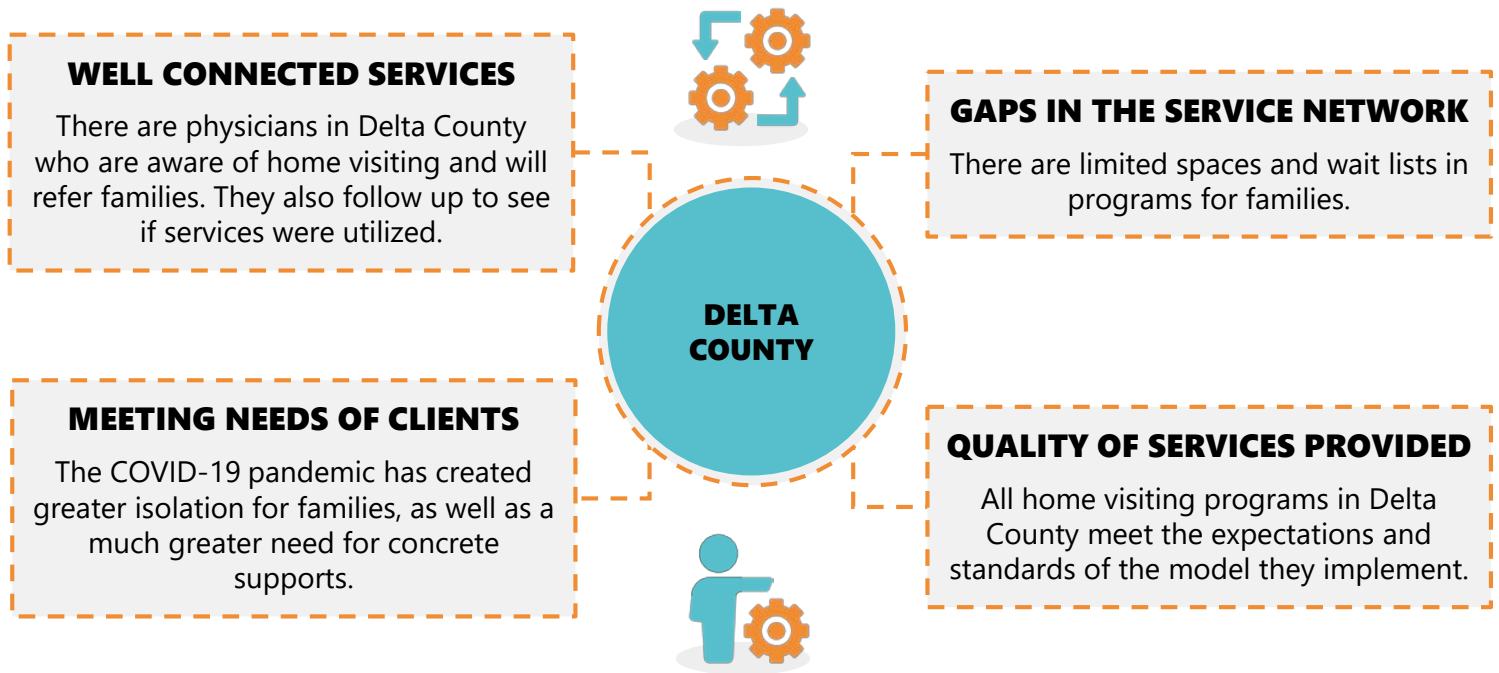 WELL CONNECTED SERVICES
There are physicians in Delta County
who are aware of home visiting and will
refer families. They also follow up to see
if services were utilized.
GAPS IN THE SERVICE NETWORK
There are limited spaces and wait lists in
programs for families.
DELTA
COUNTY
MEETING NEEDS OF CLIENTS
The COVID-19 pandemic has created
greater isolation for families, as well as a
much greater need for concrete
supports.
QUALITY OF SERVICES PROVIDED
All home visiting programs in Delta
County meet the expectations and
standards of the model they implement.